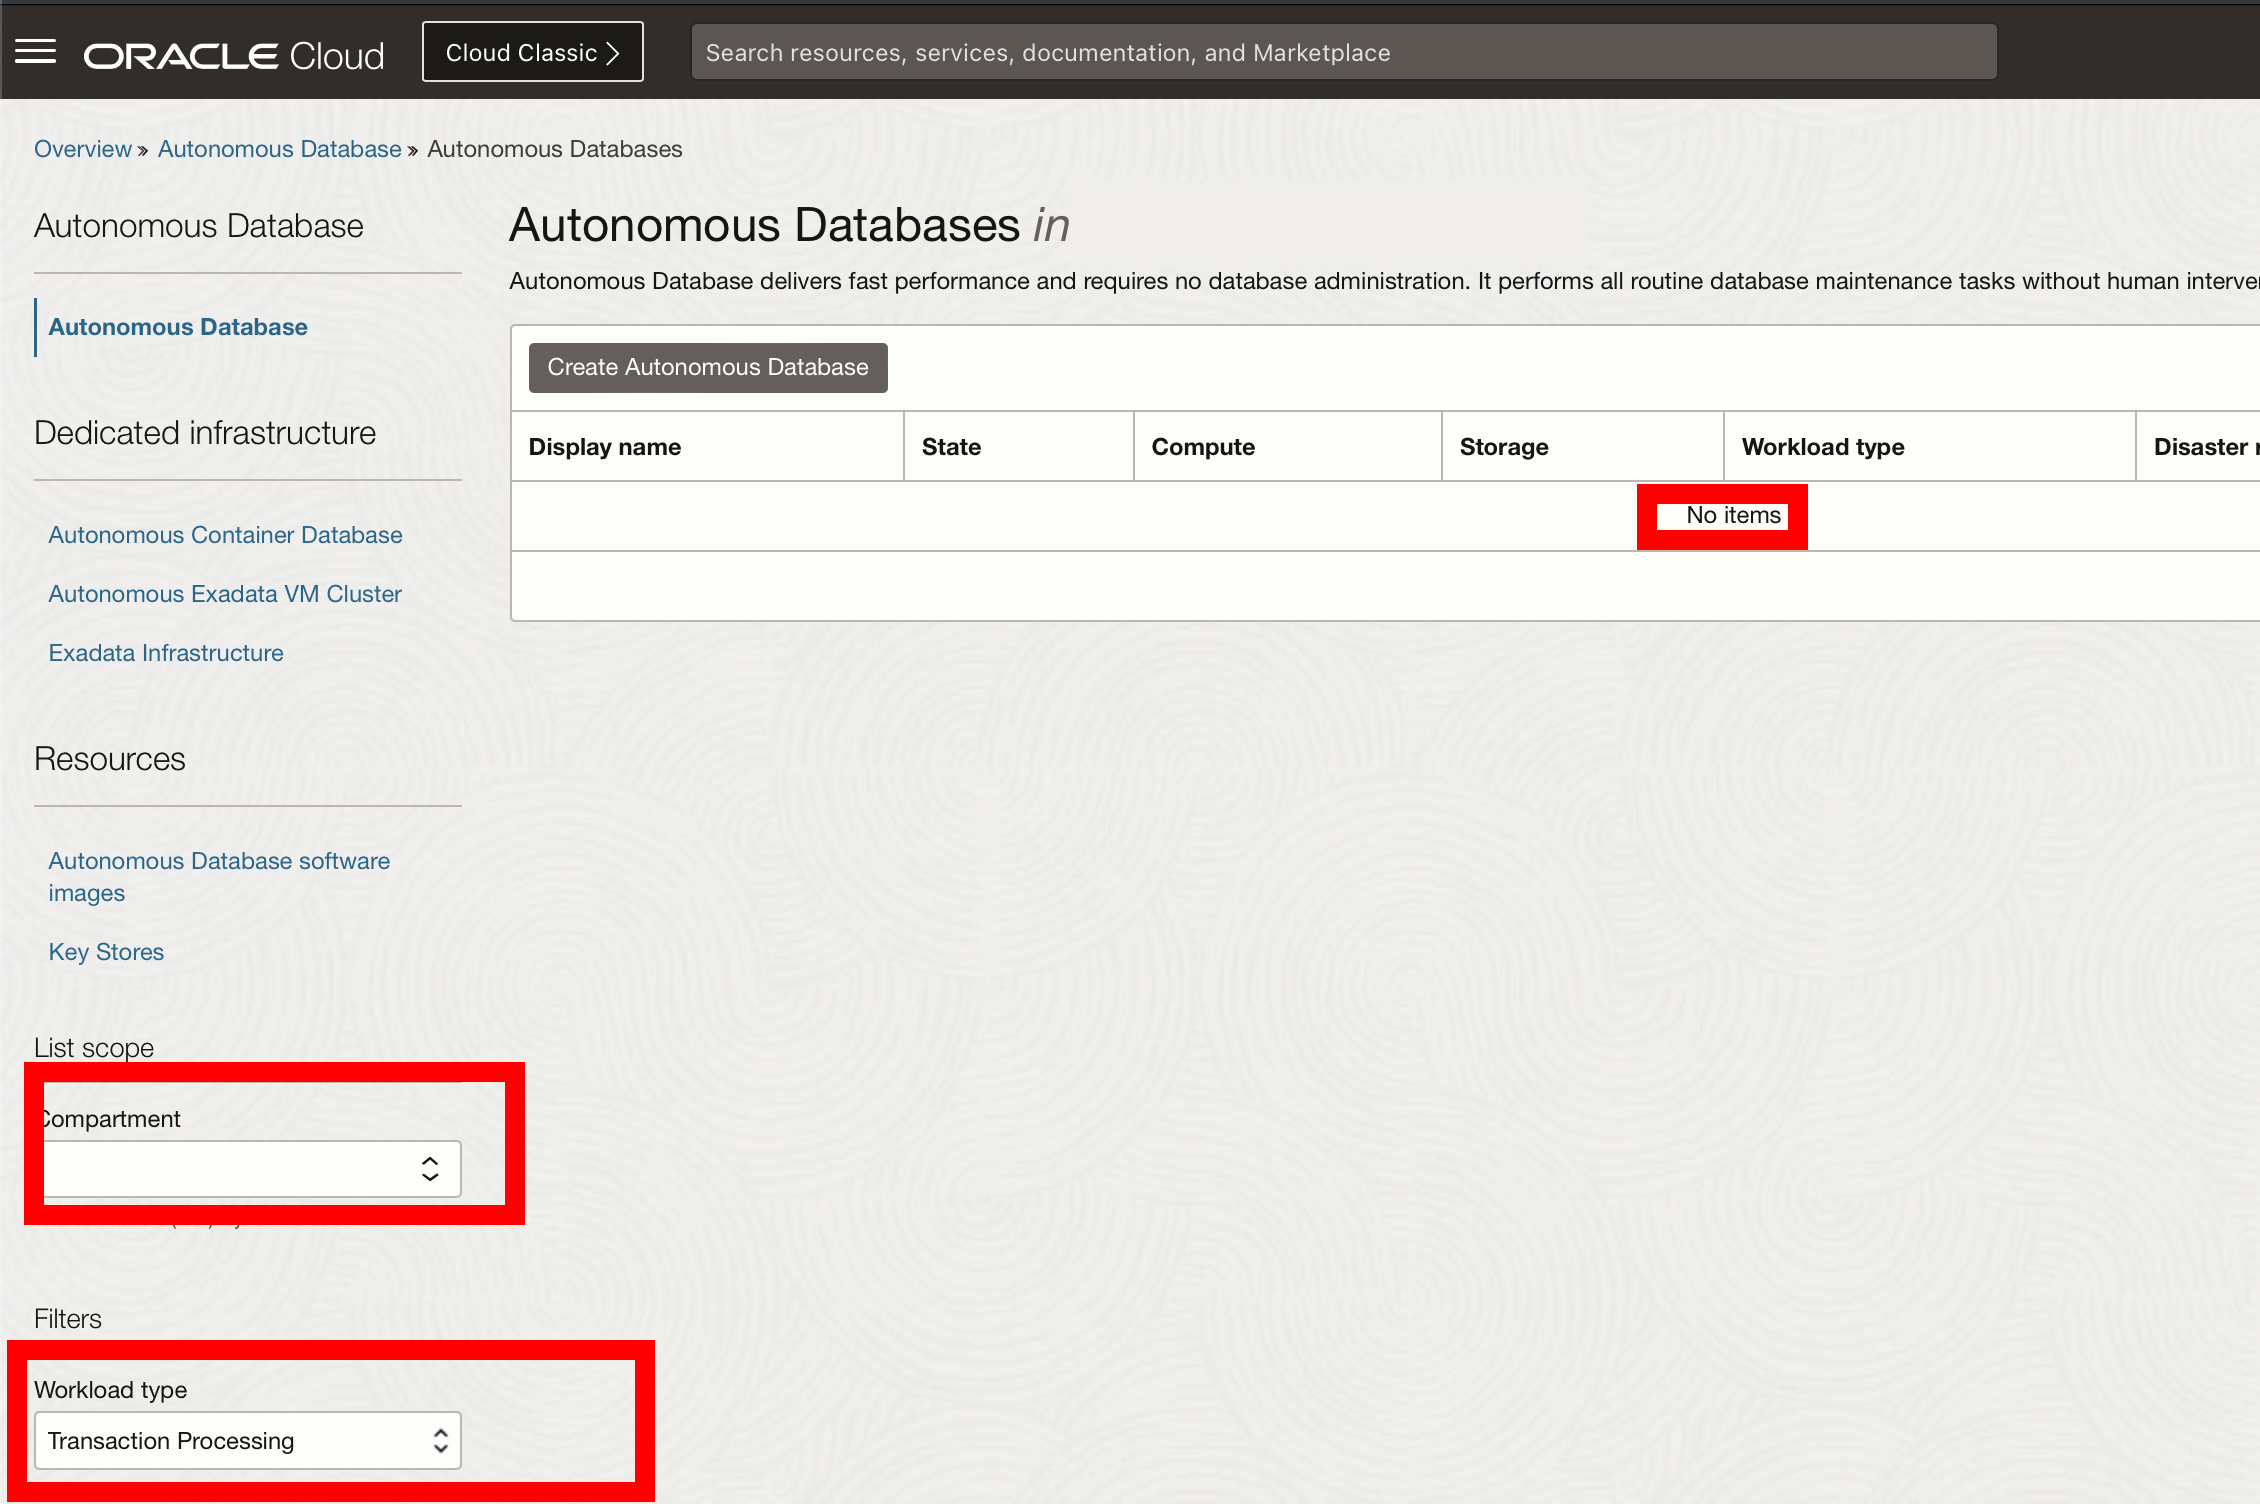 ORACLE Cloud
Cloud Classic
Search resources, services, documentation, and Marketplace
Overview » Autonomous Database » Autonomous Databases
Autonomous Database
Autonomous Database
Dedicated infrastructure
Autonomous Container Database
Autonomous Exadata VM Cluster
Exadata Infrastructure
Resources
Autonomous Database software
images
Key Stores
List scope
Compartment
Filters
Workload type
Transaction Processing
Autonomous Databases in
Autonomous Database delivers fast performance and requires no database administration. It performs all routine database maintenance tasks without human
Create Autonomous Database
Display name State Compute Storage Workload type Disaster
No items